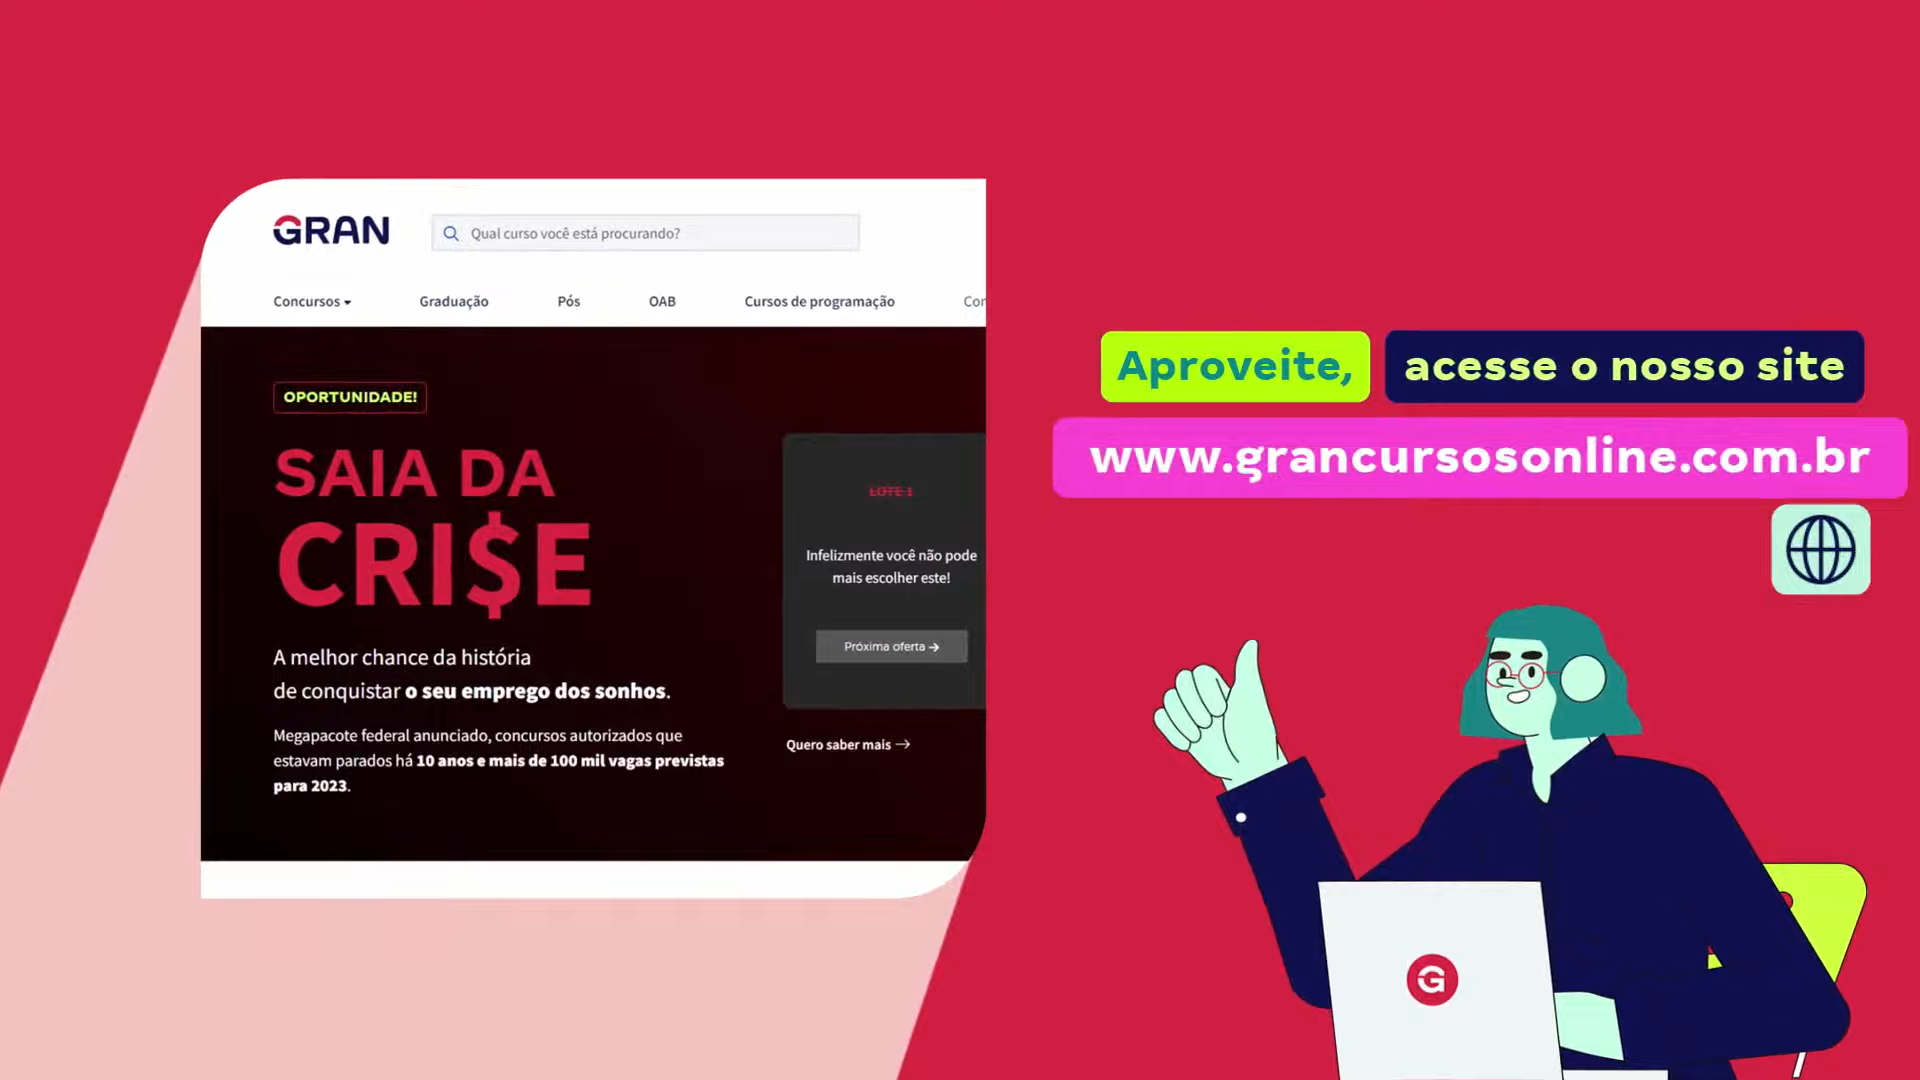 GRAN
Qual curso você está procurando?
Concursos
Graduação
Pós
OAB
Cursos de programação
OPORTUNIDADE!
SAIA DA
CRI$E
A melhor chance da história
de conquistar o seu emprego dos sonhos.
Megapacote federal anunciado, concursos autorizados que
estavam parados há 10 anos e mais de 100 mil vagas previstas
para 2023.
LOTE 1
Infelizmente você não pode
mais escolher este!
Próxima oferta →
Quero saber mais →
Aproveite, acesse o nosso site
www.grancursosonline.com.br
G